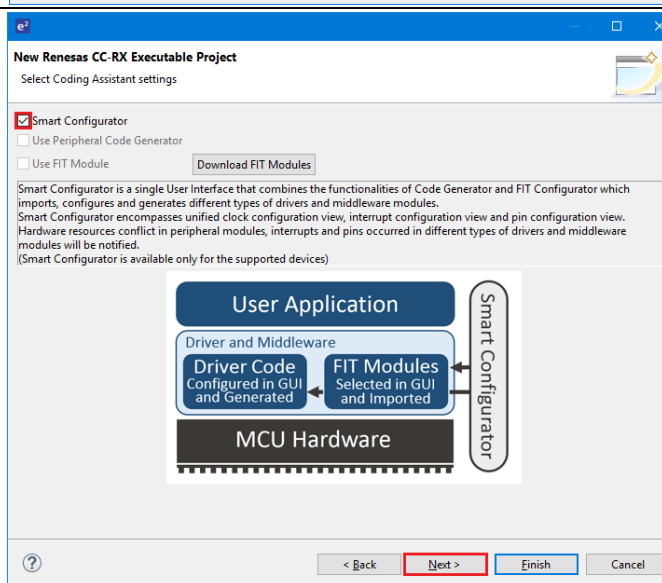 e²
New Renesas CC-RX Executable Project
Select Coding Assistant settings
Smart Configurator
Use Peripheral Code Generator
Use FIT Module
Download FIT Modules
Smart Configurator is a single User Interface that combines the functionalities of Code Generator and FIT Configurator which
imports, configures and generates different types of drivers and middleware modules.
Smart Configurator encompasses unified clock configuration view, interrupt configuration view and pin configuration view.
Hardware resources conflict in peripheral modules, interrupts and pins occurred in different types of drivers and middleware
modules will be notified.
(Smart Configurator is available only for the supported devices)
User Application
Driver and Middleware
Driver Code
Configured in GUI
and Generated
FIT Modules
Selected in GUI
and Imported
MCU Hardware
Smart Configurator
?
< Back
Next >
Finish
Cancel